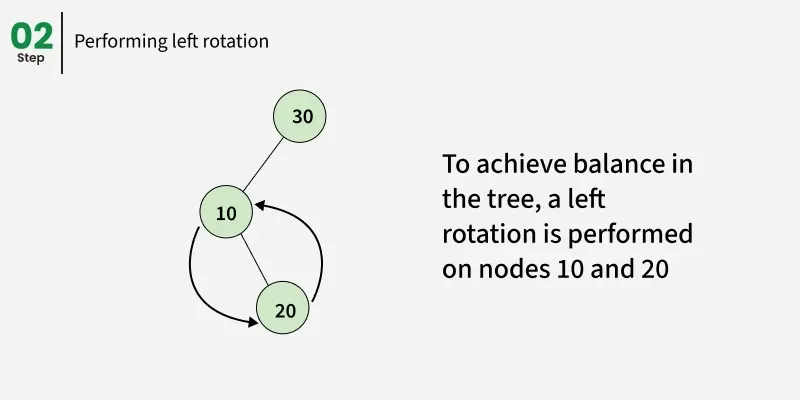 02
Step
Performing left rotation
30
10
20
To achieve balance in
the tree, a left
rotation is performed
on nodes 10 and 20